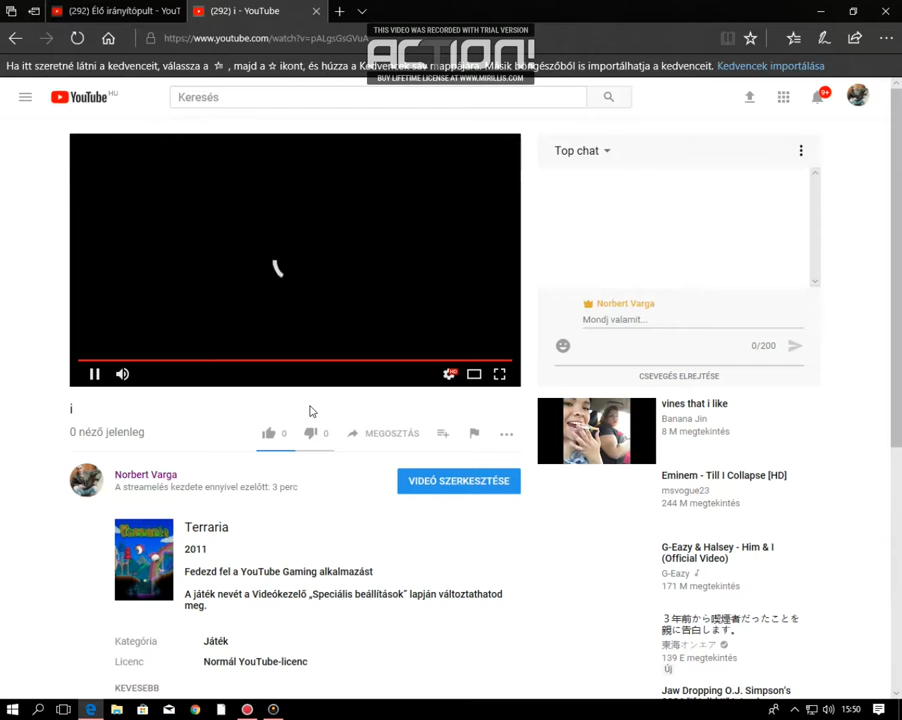 (292) Élő irányítópult - YouT
(292) i - YouTube
THIS VIDEO WAS RECORDED WITH TRIAL VERSION
https://www.youtube.com/watch?v=pALgsGsGVuA
ACTION!
BUY LIFETIME LICENSE AT WWW.MIRILLIS.COM
Ha itt szeretné látni a kedvenceit, válassza a ☆ , majd a ☆ ikont, és húzza a Kedvencek sáv mappájára. Másik böngészőből is importálhatja a kedvenceit. Kedvencek importálása
YouTube HU
Keresés
9+
Top chat
Norbert Varga
Mondj valamit...
0/200
CSEVEGÉS ELREJTÉSE
HD
i
0 néző jelenleg
0
0
MEGOSZTÁS
Norbert Varga
A streamelés kezdete ennyivel ezelőtt: 3 perc
VIDEÓ SZERKESZTÉSE
Terraria
2011
Fedezd fel a YouTube Gaming alkalmazást
A játék nevét a Videókezelő „Speciális beállítások” lapján változtathatod
meg.
Kategória Játék
Licenc Normál YouTube-licenc
KEVESEBB
vines that i like
Banana Jin
8 M megtekintés
Eminem - Till I Collapse [HD]
msvogue23
244 M megtekintés
G-Eazy & Halsey - Him & I
(Official Video)
G-Eazy
171 M megtekintés
３年前から喫煙者だったことを
親に告白します。
東海オンエア
139 E megtekintés
Új
Jaw Dropping O.J. Simpson's
15:50